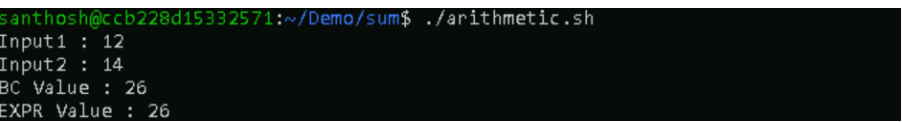 santhosh@ccb228d15332571:~/Demo/sum$ ./arithmetic.sh
Input1 : 12
Input2 : 14
BC Value : 26
EXPR Value : 26